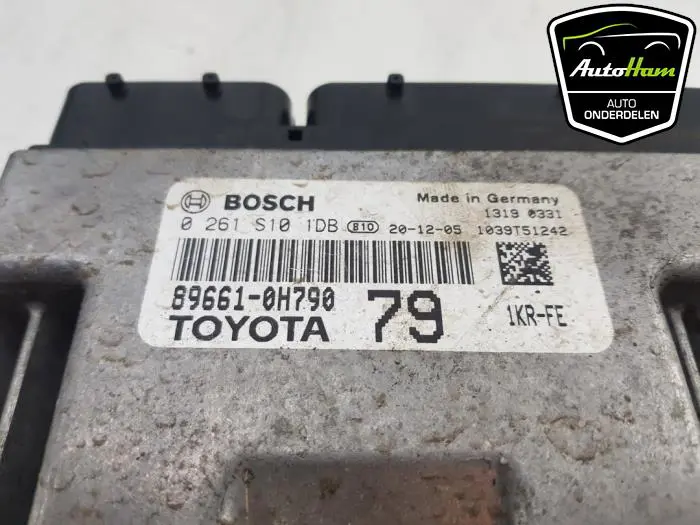 AutoHam
AUTO
ONDERDELEN
BOSCH
Made in Germany
1319 0331
0 261 S10 1DB B10 20-12-05 1039T51242
89661-0H790
TOYOTA
79
1KR-FE